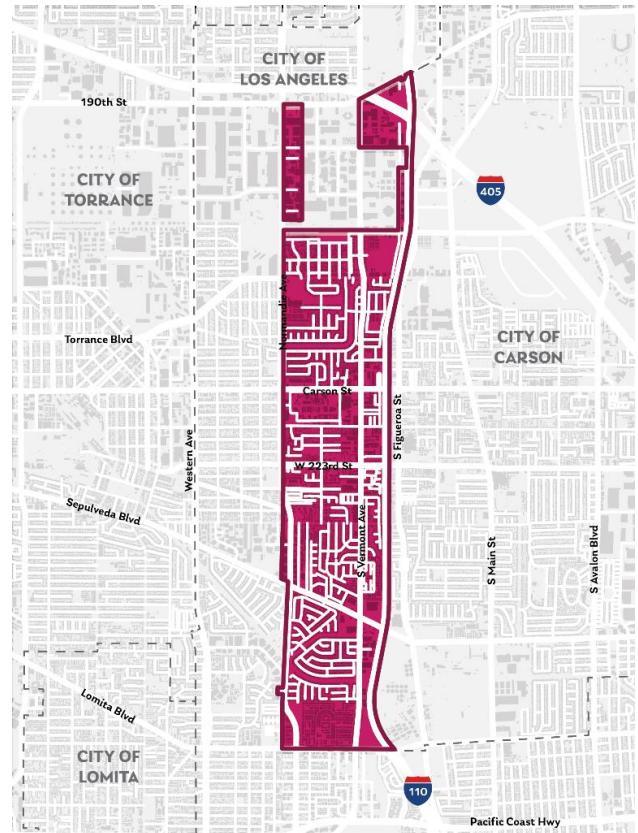 CITY OF
LOS ANGELES
190th St
CITY OF
TORRANCE
405
Normandie Ave
Torrance Blvd
CITY OF
CARSON
Carson St
S Figueroa St
Western Ave
W 223rd St
Sepulveda Blvd
S Vermont Ave
S Main St
S Avalon Blvd
Lomita Blvd
CITY OF
LOMITA
110
Pacific Coast Hwy